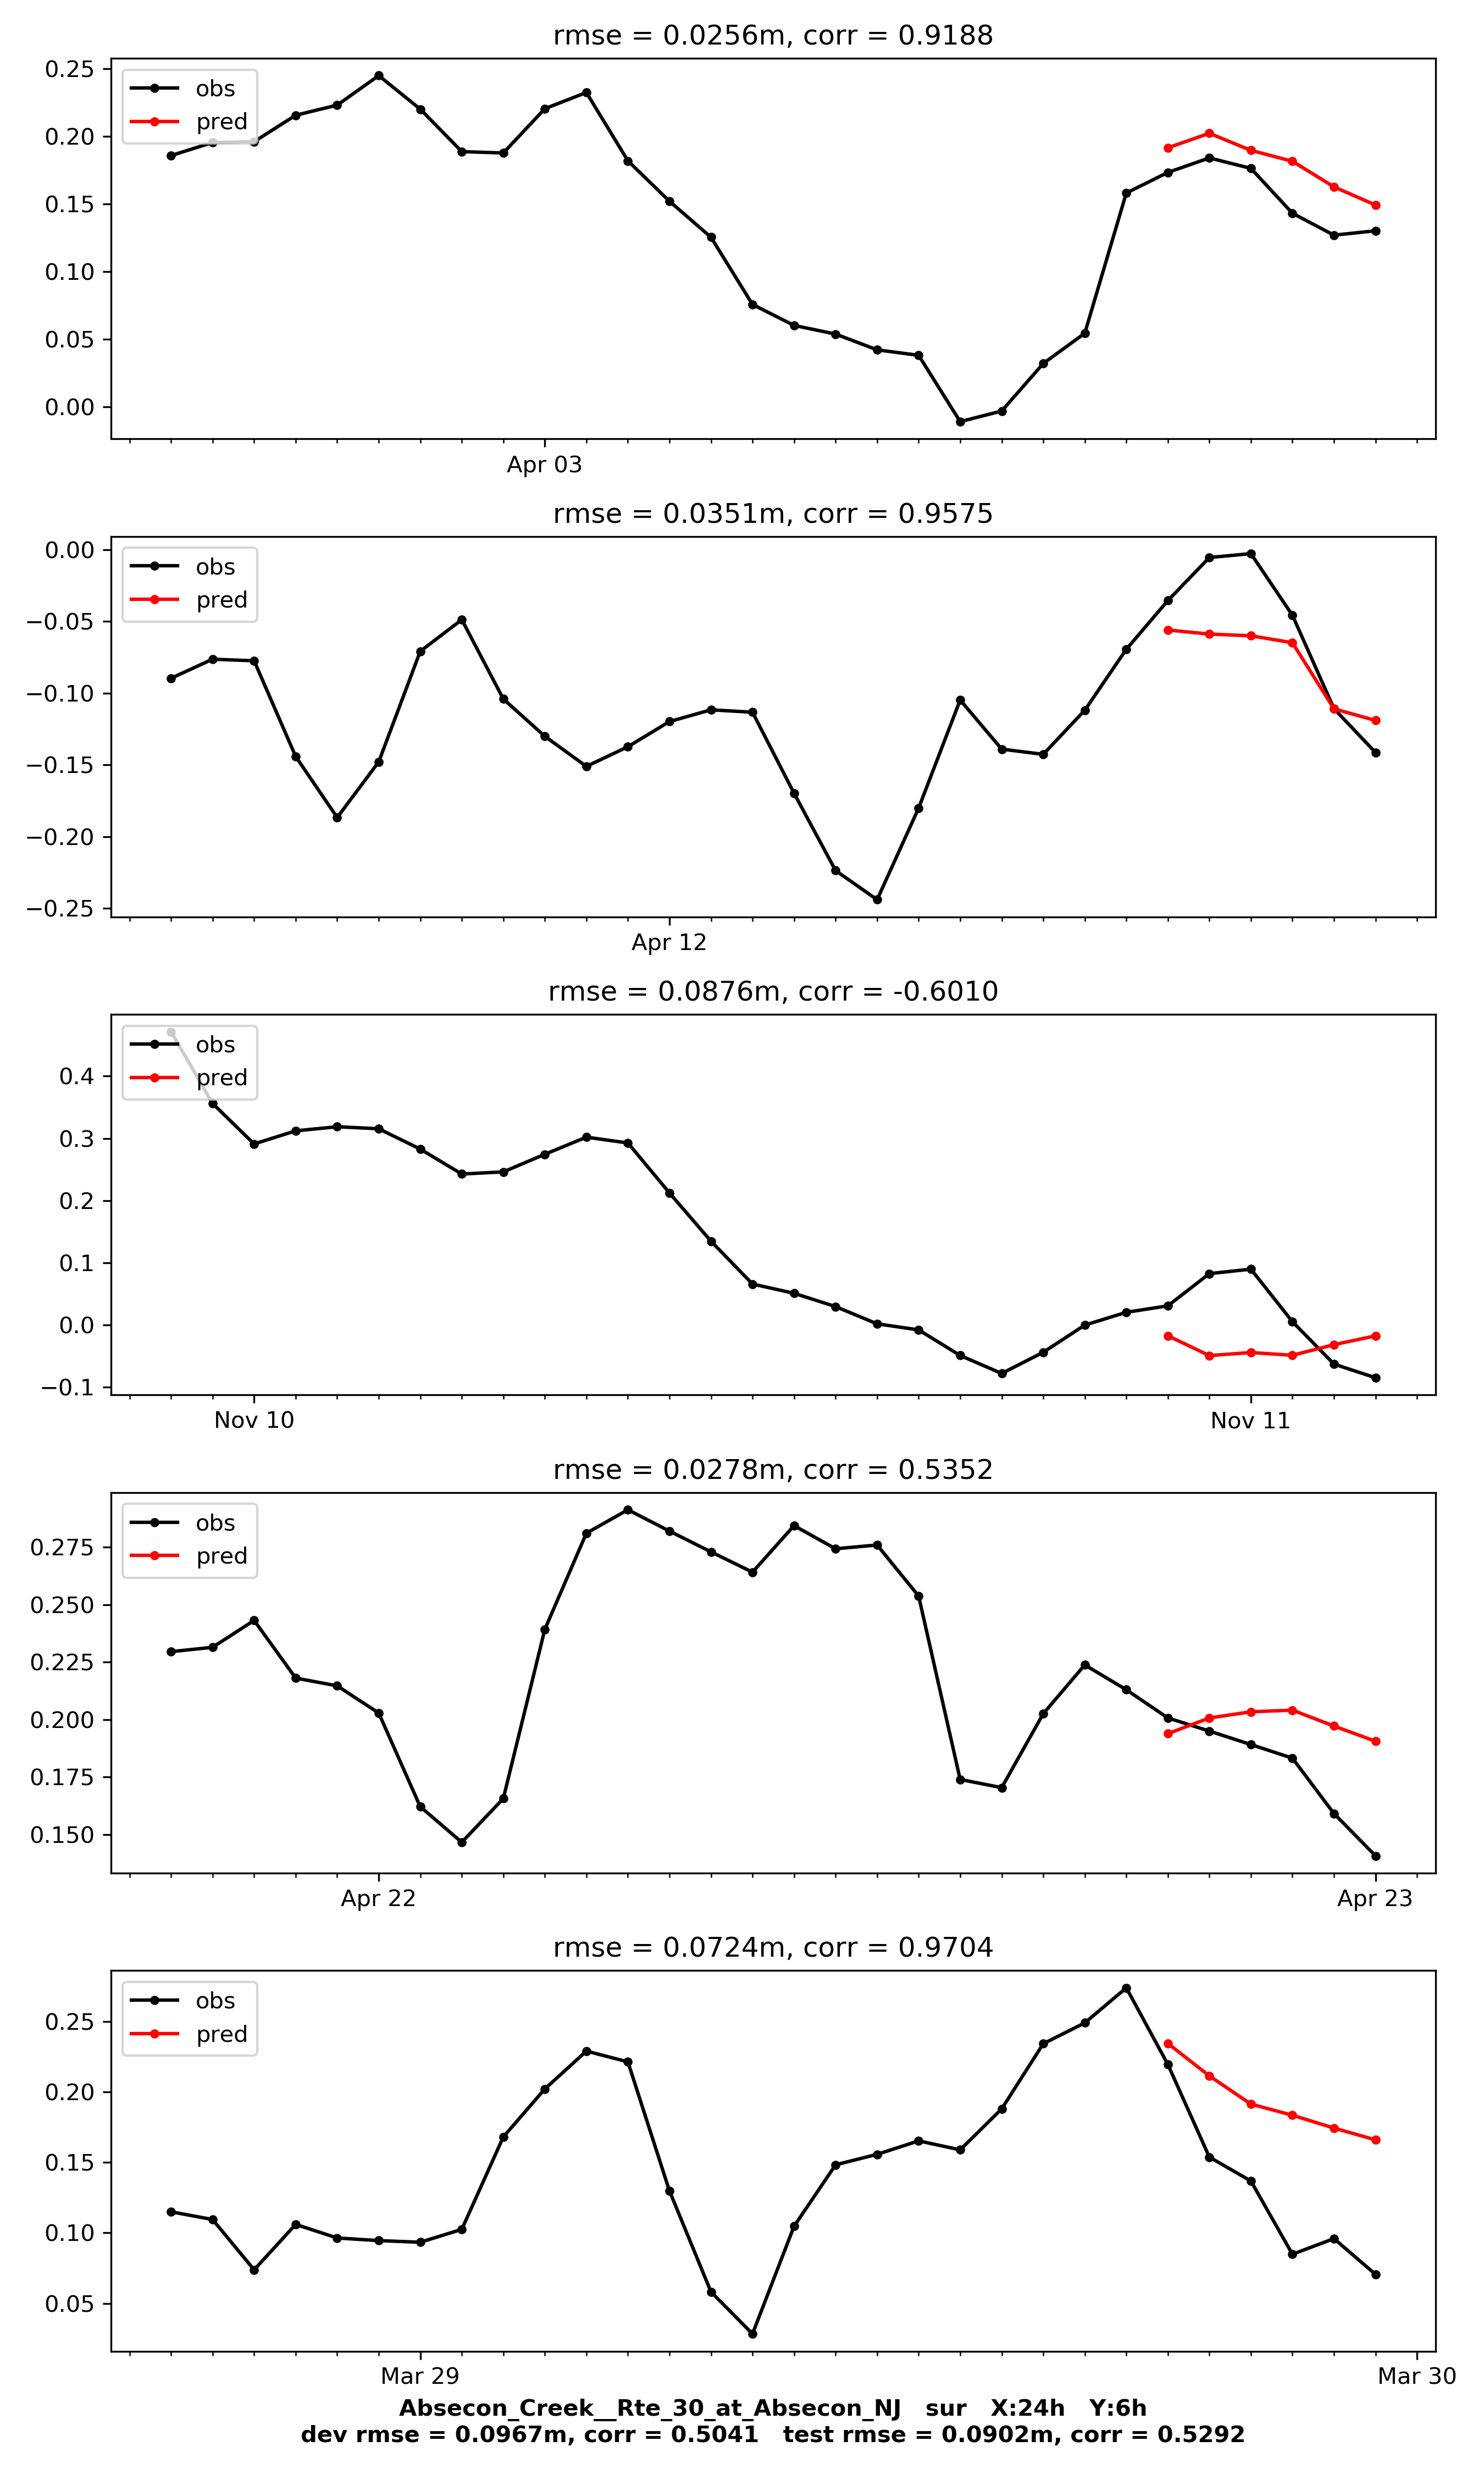 rmse = 0.0256m, corr = 0.9188
0.25
obs
pred
0.20
0.15
0.10
0.05
0.00
Apr 03
rmse = 0.0351m, corr = 0.9575
0.00
obs
pred
−0.05
−0.10
−0.15
−0.20
−0.25
Apr 12
rmse = 0.0876m, corr = -0.6010
obs
pred
0.4
0.3
0.2
0.1
0.0
−0.1
Nov 10 Nov 11
rmse = 0.0278m, corr = 0.5352
obs
pred
0.275
0.250
0.225
0.200
0.175
0.150
Apr 22 Apr 23
rmse = 0.0724m, corr = 0.9704
obs
pred
0.25
0.20
0.15
0.10
0.05
Mar 29 Mar 30
Absecon_Creek__Rte_30_at_Absecon_NJ sur X:24h Y:6h
dev rmse = 0.0967m, corr = 0.5041 test rmse = 0.0902m, corr = 0.5292